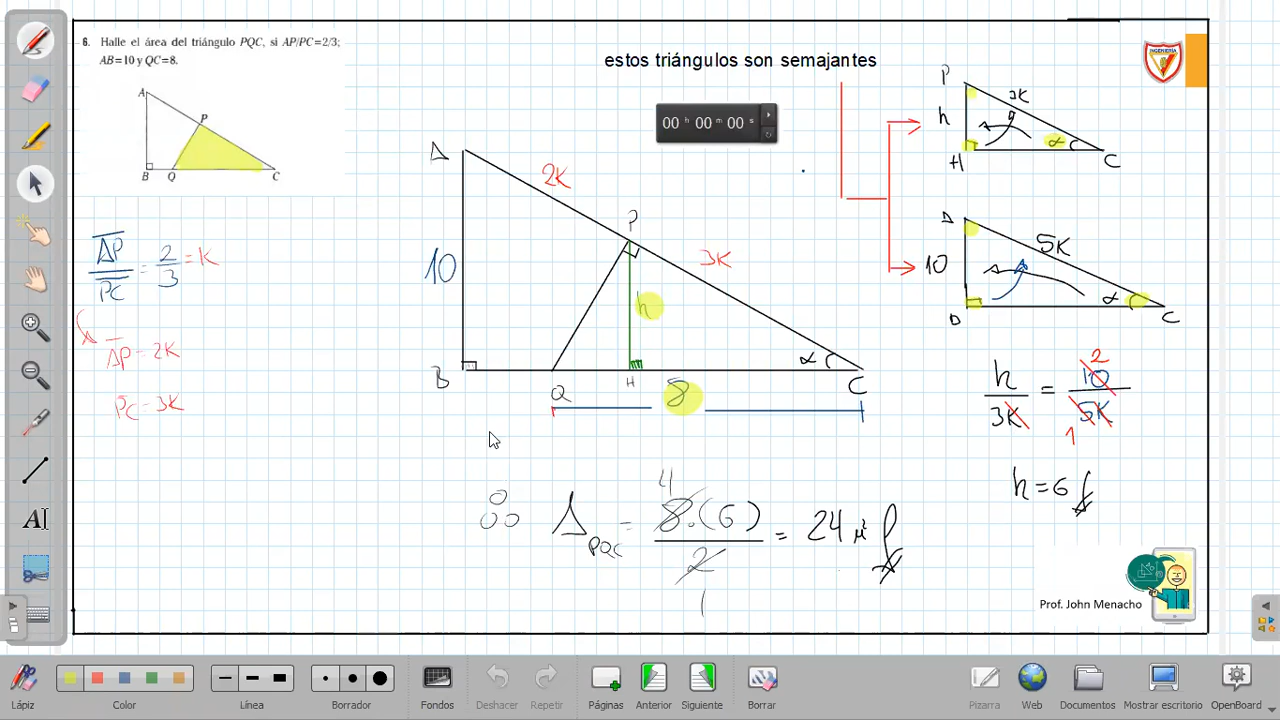 6. Halle el área del triángulo PQC, si AP/PC=2/3;
AB=10 y QC=8.
A
P
B Q C
estos triángulos son semajantes
00 h 00 m 00 s
INGENIERÍA
P
3K
h
α
H C
A
5K
10
α
B C
A
2K
P
3K
10
h
α
B Q H C
8
AP/PC = 2/3 = K
AP = 2K
PC = 3K
h/3K = 10/5K
2
1
h = 6
4
A PQC = 8.(6)/2 = 24 μ²
1
Prof. John Menacho
Lápiz Color Línea Borrador Fondos Deshacer Rehacer Páginas Anterior Siguiente Borrar Pizarra Web Documentos Mostrar escritorio OpenBoard